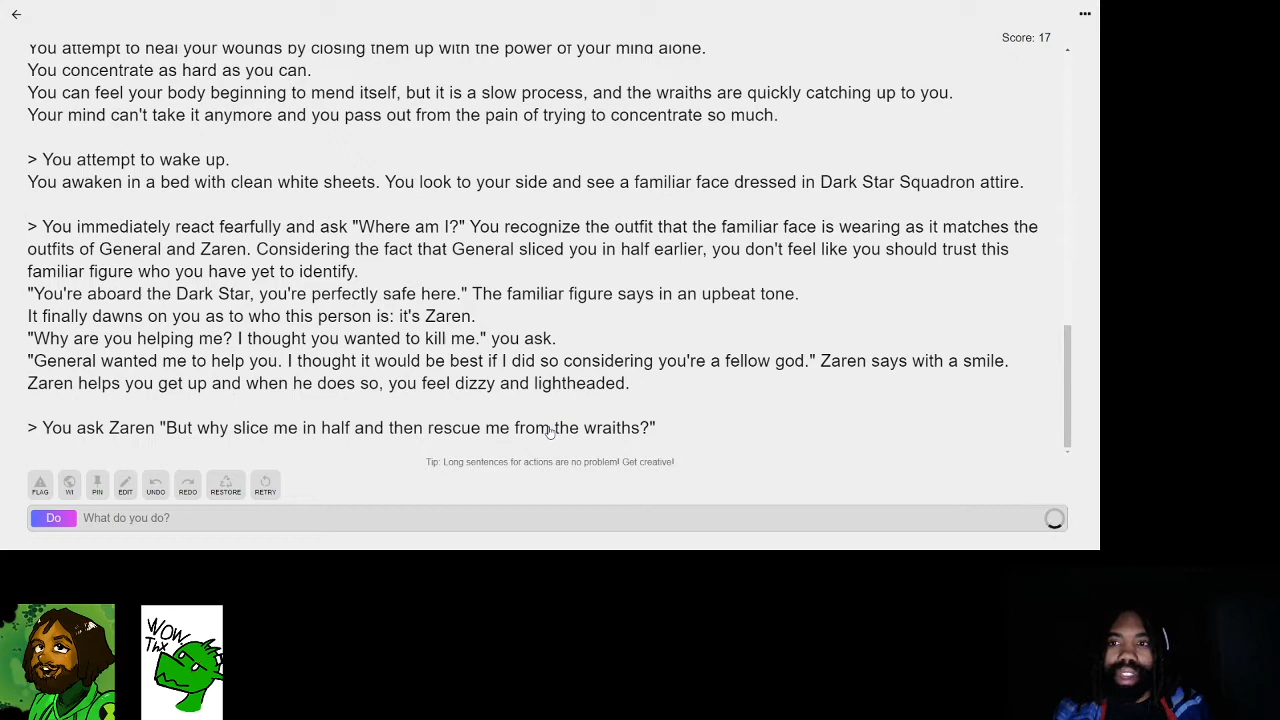 Score: 17
You attempt to heal your wounds by closing them up with the power of your mind alone.
You concentrate as hard as you can.
You can feel your body beginning to mend itself, but it is a slow process, and the wraiths are quickly catching up to you.
Your mind can't take it anymore and you pass out from the pain of trying to concentrate so much.
> You attempt to wake up.
You awaken in a bed with clean white sheets. You look to your side and see a familiar face dressed in Dark Star Squadron attire.
> You immediately react fearfully and ask "Where am I?" You recognize the outfit that the familiar face is wearing as it matches the
outfits of General and Zaren. Considering the fact that General sliced you in half earlier, you don't feel like you should trust this
familiar figure who you have yet to identify.
"You're aboard the Dark Star, you're perfectly safe here." The familiar figure says in an upbeat tone.
It finally dawns on you as to who this person is: it's Zaren.
"Why are you helping me? I thought you wanted to kill me." you ask.
"General wanted me to help you. I thought it would be best if I did so considering you're a fellow god." Zaren says with a smile.
Zaren helps you get up and when he does so, you feel dizzy and lightheaded.
> You ask Zaren "But why slice me in half and then rescue me from the wraiths?"
Tip: Long sentences for actions are no problem! Get creative!
FLAG WI PIN EDIT UNDO REDO RESTORE RETRY
Do What do you do?
WOW
Thx